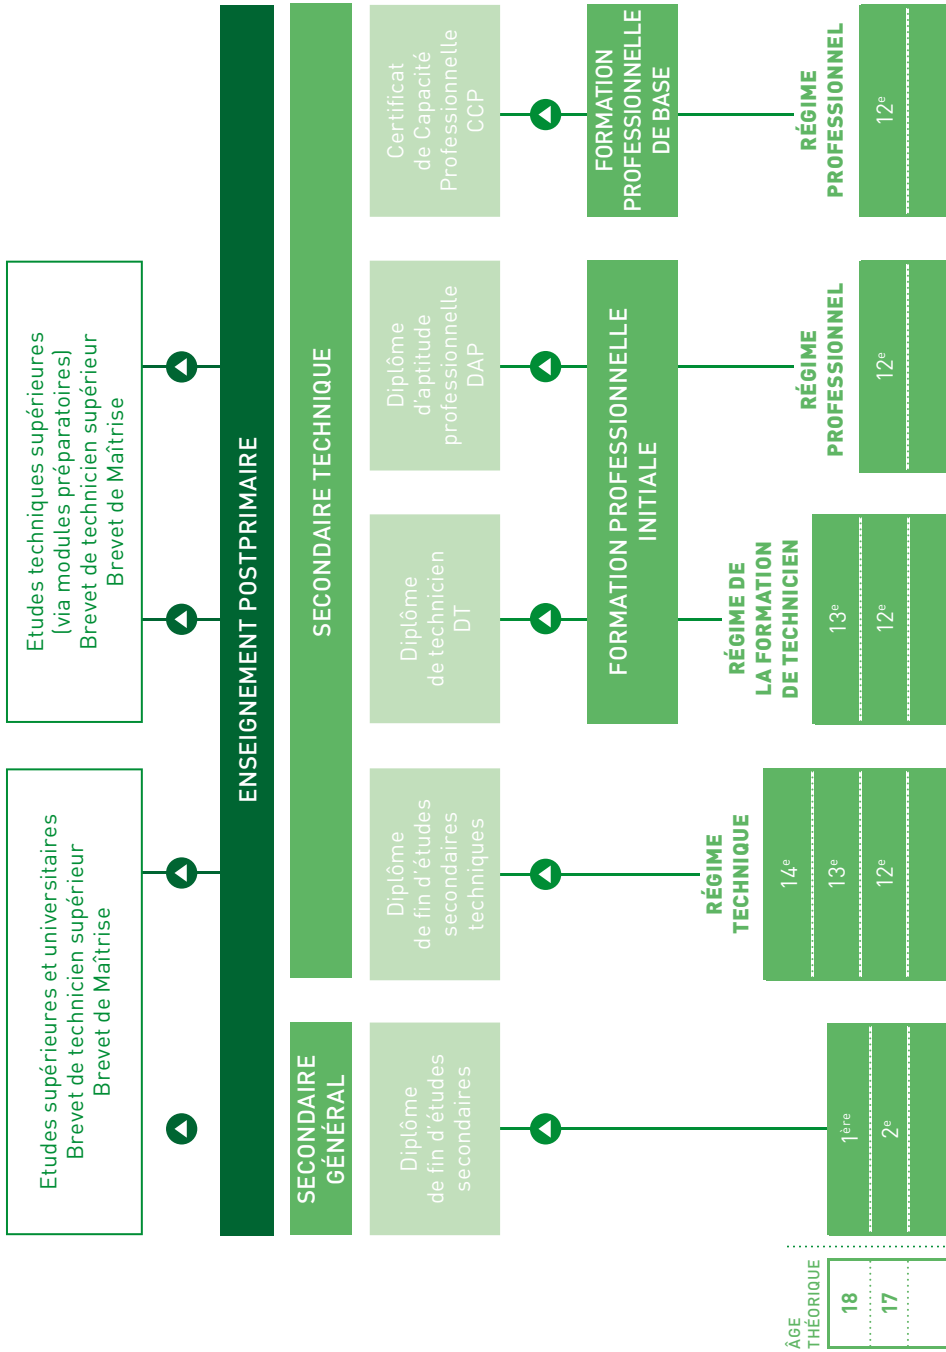 Etudes supérieures et universitaires
Brevet de technicien supérieur
Brevet de Maîtrise
Etudes techniques supérieures
(via modules préparatoires)
Brevet de technicien supérieur
Brevet de Maîtrise
ENSEIGNEMENT POSTPRIMAIRE
SECONDAIRE
GÉNÉRAL
SECONDAIRE TECHNIQUE
Diplôme
de fin d'études
secondaires
Diplôme
de fin d'études
secondaires
techniques
Diplôme
de technicien
DT
Diplôme
d'aptitude
professionnelle
DAP
Certificat
de Capacité
Professionnelle
CCP
FORMATION PROFESSIONNELLE
INITIALE
FORMATION
PROFESSIONNELLE
DE BASE
RÉGIME
TECHNIQUE
RÉGIME DE
LA FORMATION
DE TECHNICIEN
RÉGIME
PROFESSIONNEL
RÉGIME
PROFESSIONNEL
ÂGE
THÉORIQUE
18
17
1ère
2e
14e
13e
12e
13e
12e
12e
12e